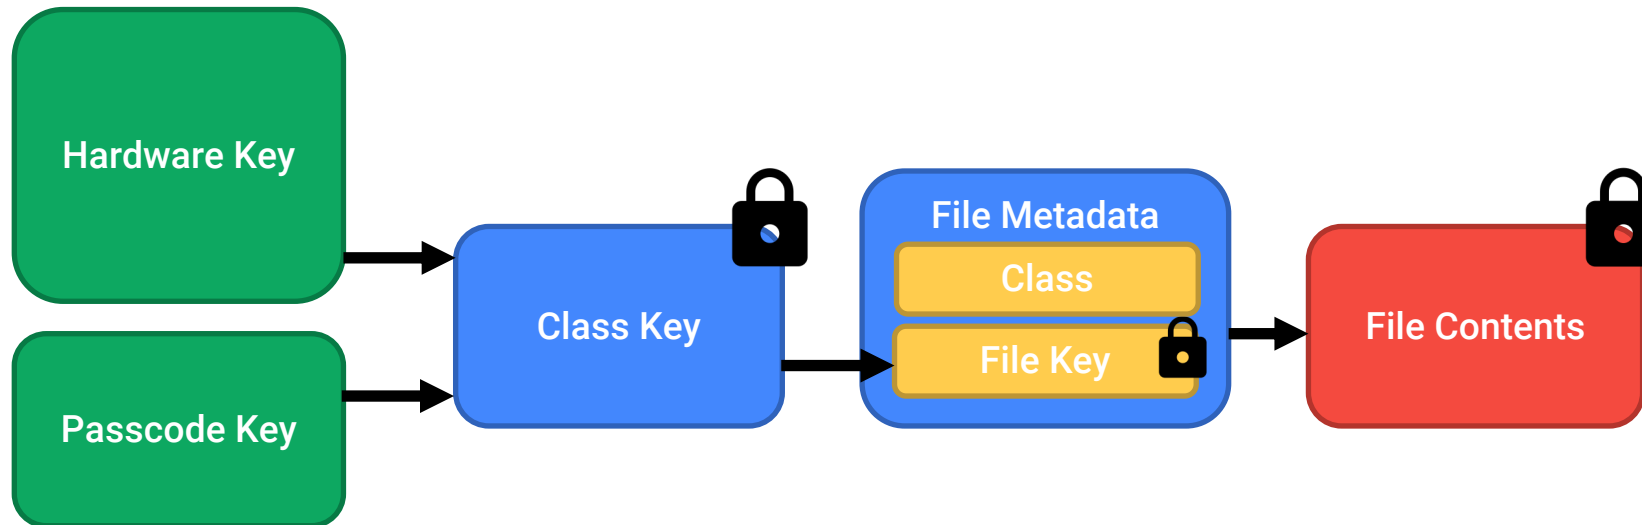 Hardware Key
Passcode Key
Class Key
File Metadata
Class
File Key
File Contents